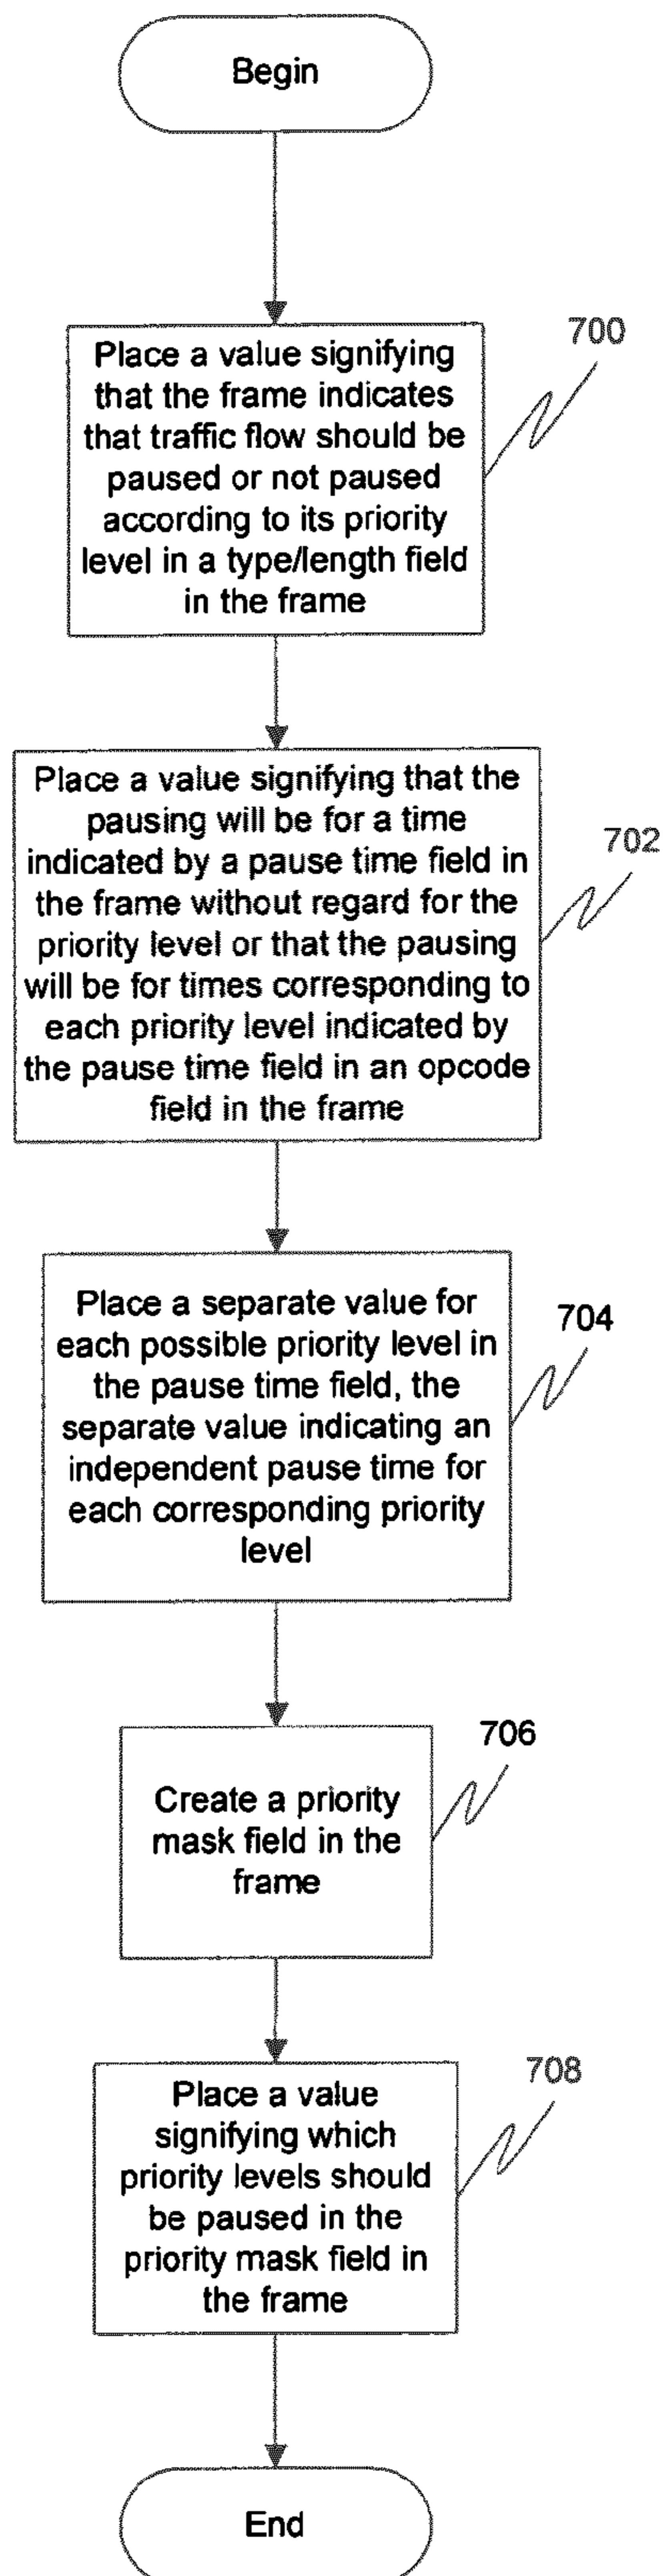 Begin
700
Place a value signifying
that the frame indicates
that traffic flow should be
paused or not paused
according to its priority
level in a type/length field
in the frame
702
Place a value signifying that the
pausing will be for a time
indicated by a pause time field in
the frame without regard for the
priority level or that the pausing
will be for times corresponding to
each priority level indicated by
the pause time field in an opcode
field in the frame
704
Place a separate value for
each possible priority level in
the pause time field, the
separate value indicating an
independent pause time for
each corresponding priority
level
706
Create a priority
mask field in the
frame
708
Place a value
signifying which
priority levels should
be paused in the
priority mask field in
the frame
End